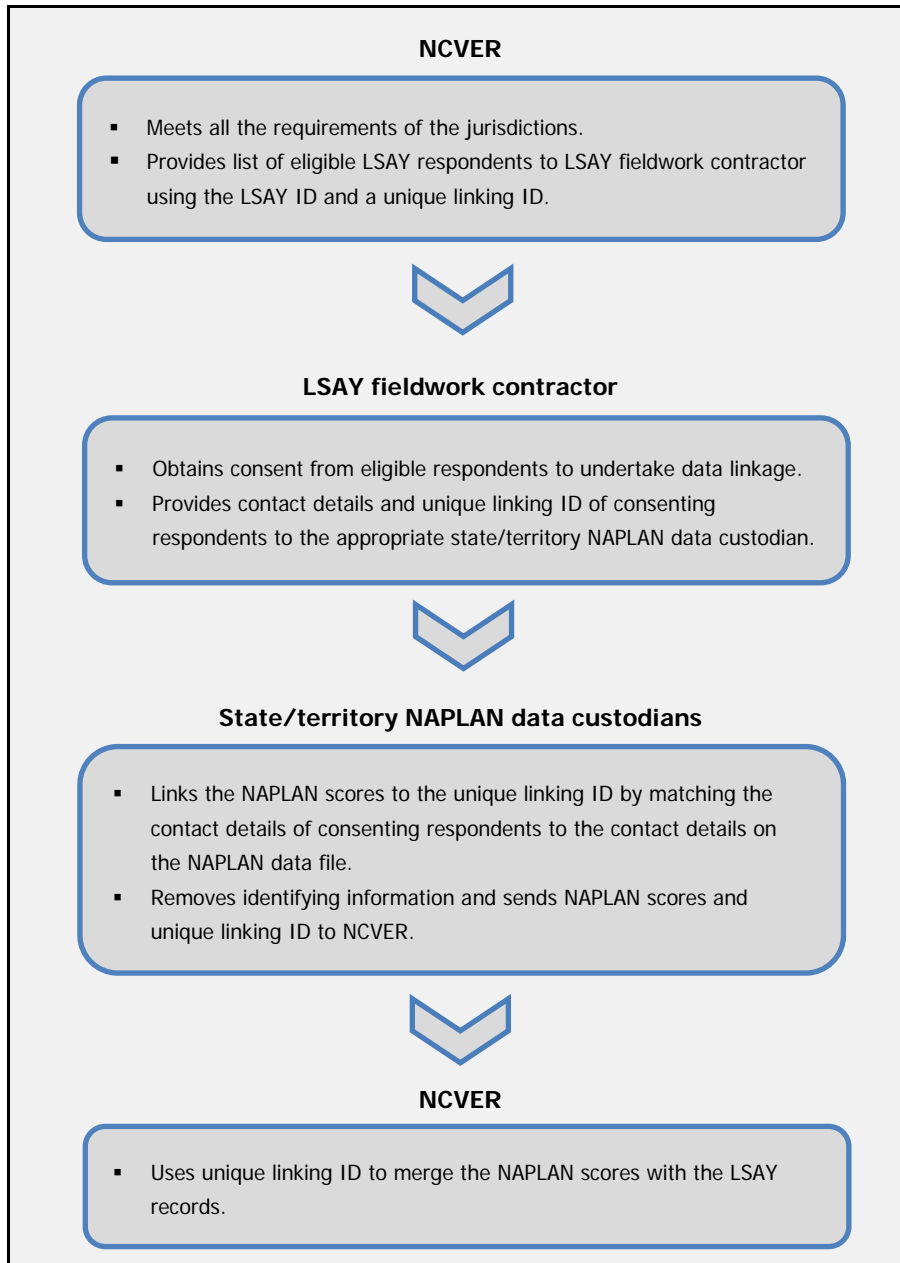 NCVER
▪ Meets all the requirements of the jurisdictions.
▪ Provides list of eligible LSAY respondents to LSAY fieldwork contractor
using the LSAY ID and a unique linking ID.
LSAY fieldwork contractor
▪ Obtains consent from eligible respondents to undertake data linkage.
▪ Provides contact details and unique linking ID of consenting
respondents to the appropriate state/territory NAPLAN data custodian.
State/territory NAPLAN data custodians
▪ Links the NAPLAN scores to the unique linking ID by matching the
contact details of consenting respondents to the contact details on
the NAPLAN data file.
▪ Removes identifying information and sends NAPLAN scores and
unique linking ID to NCVER.
NCVER
▪ Uses unique linking ID to merge the NAPLAN scores with the LSAY
records.